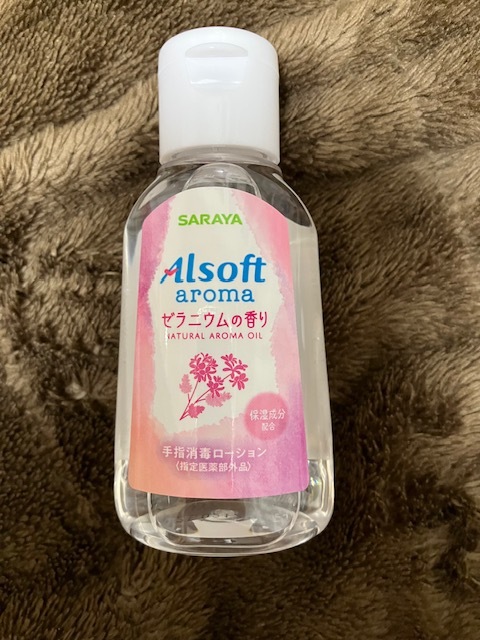 SARAYA
Alsoft
aroma
ゼラニウムの香り
NATURAL AROMA OIL
保湿成分
配合
手指消毒ローション
(指定医薬部外品)